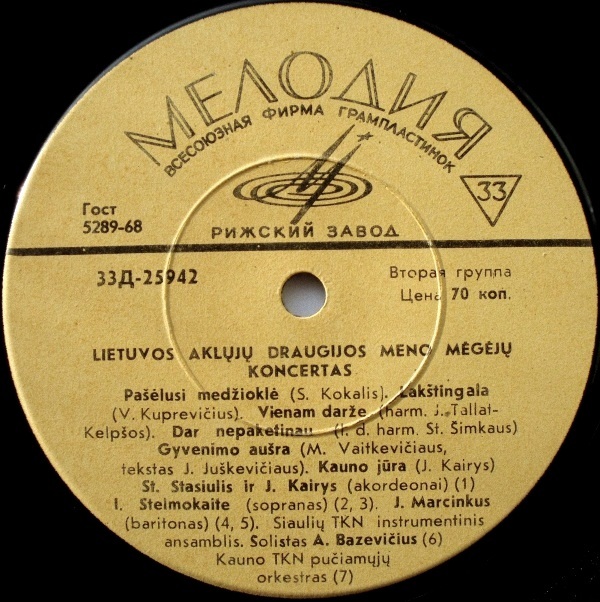 МЕЛОДИЯ
ВСЕСОЮЗНАЯ ФИРМА ГРАМПЛАСТИНОК
33
Гост
5289-68
РИЖСКИЙ ЗАВОД
33Д-25942
Вторая группа
Цена 70 коп.
LIETUVOS AKLŲJŲ DRAUGIJOS MENO MĖGĖJŲ
KONCERTAS
Pašėlusi medžioklė (S. Kokalis). Lakštingala
(V. Kuprevičius). Vienam darže (harm. J. Tallat-
Kelpšos). Dar nepaketinau (l. d. harm. St. Šimkaus)
Gyvenimo aušra (M. Vaitkevičiaus,
tekstas J. Juškevičiaus). Kauno jūra (J. Kairys)
St. Stasiulis ir J. Kairys (akordeonai) (1)
I. Steimokaite (sopranas) (2, 3). J. Marcinkus
(baritonas) (4, 5). Siaulių TKN instrumentinis
ansamblis. Solistas A. Bazevičius (6)
Kauno TKN pučiamųjų
orkestras (7)